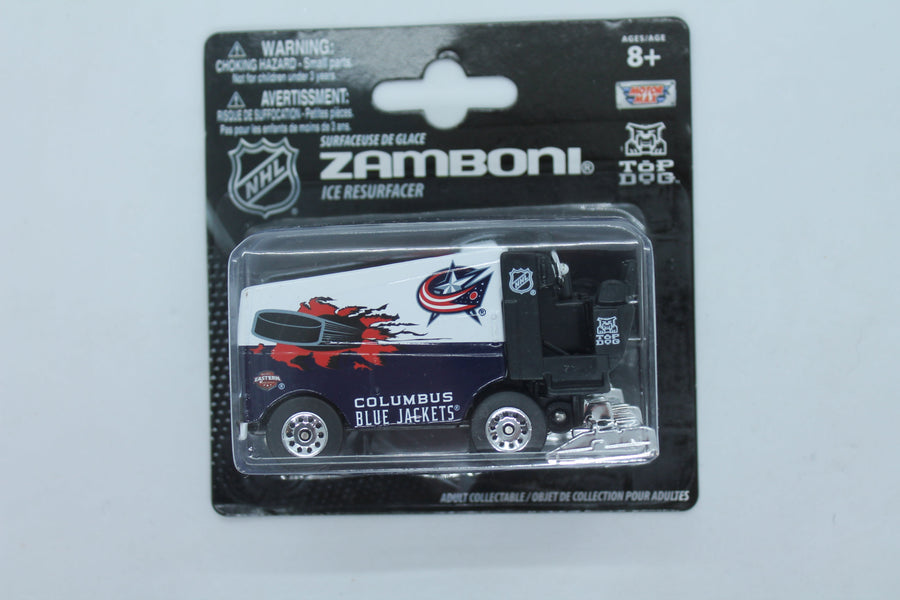 WARNING:
CHOKING HAZARD - Small parts.
Not for children under 3 years.
AVERTISSMENT:
RISQUE DE SUFFOCATION - Petites pièces.
Pas pour les enfants de moins de 3 ans.
AGES/AGE
8+
MOTOR
MAX
TOP
DOG™
NHL
®
SURFACEUSE DE GLACE
ZAMBONI®
ICE RESURFACER
®
NHL
TOP
DOG
EASTERN
®
COLUMBUS
BLUE JACKETS®
ADULT COLLECTABLE / OBJET DE COLLECTION POUR ADULTES